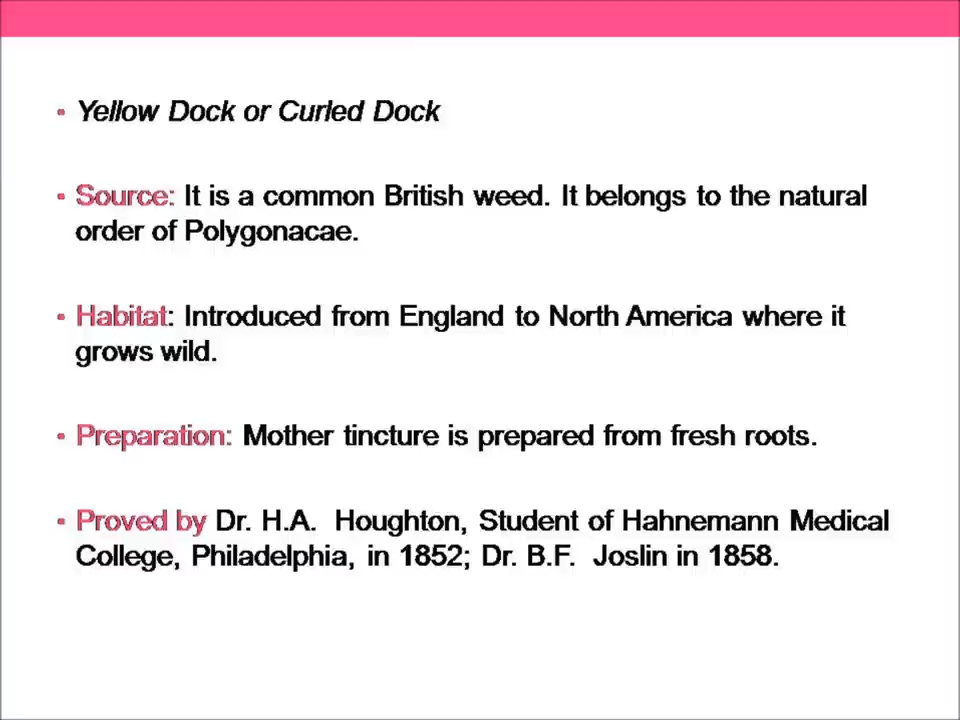 • Yellow Dock or Curled Dock
• Source: It is a common British weed. It belongs to the natural
order of Polygonacae.
• Habitat: Introduced from England to North America where it
grows wild.
• Preparation: Mother tincture is prepared from fresh roots.
• Proved by Dr. H.A. Houghton, Student of Hahnemann Medical
College, Philadelphia, in 1852; Dr. B.F. Joslin in 1858.